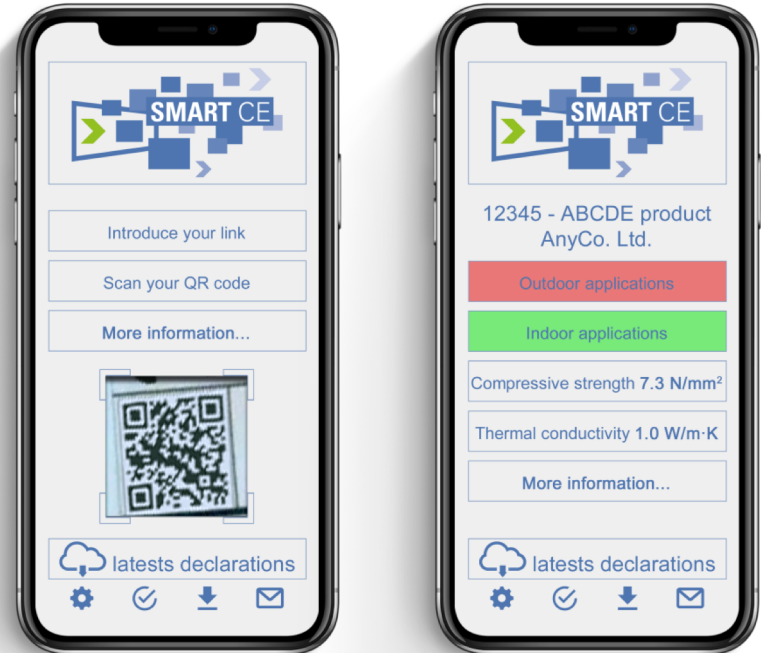 SMART CE
Introduce your link
Scan your QR code
More information...
latests declarations
SMART CE
12345 - ABCDE product
AnyCo. Ltd.
Outdoor applications
Indoor applications
Compressive strength 7.3 N/mm²
Thermal conductivity 1.0 W/m·K
More information...
latests declarations